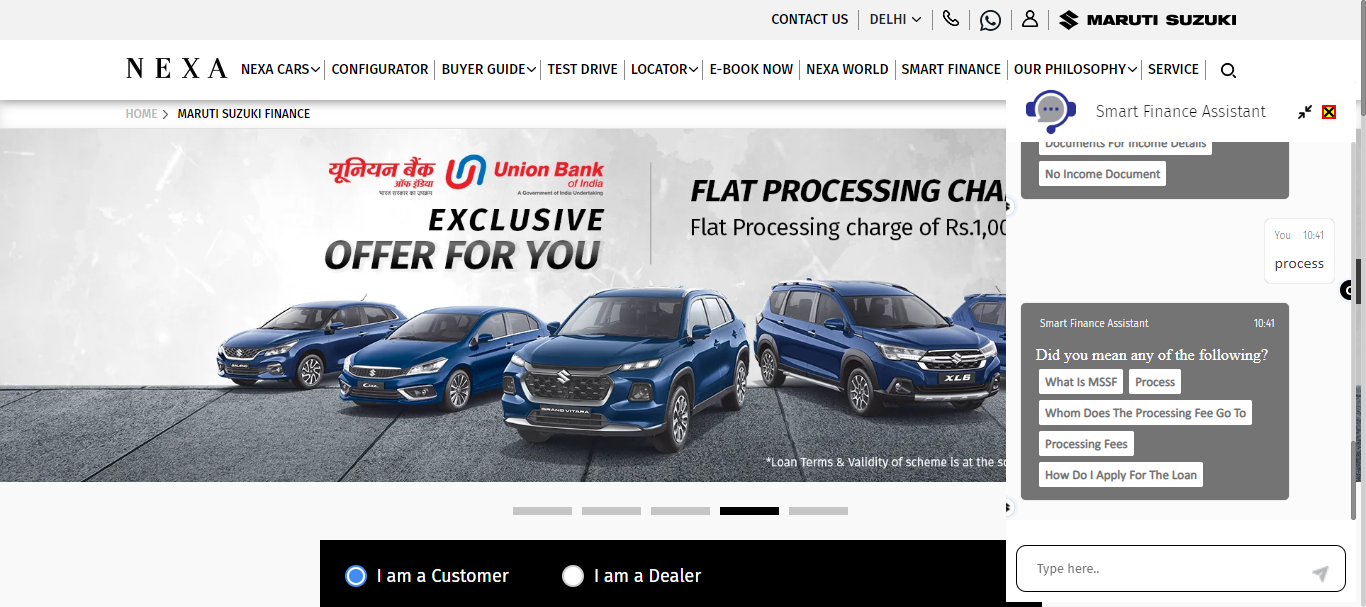 CONTACT US
DELHI
MARUTI SUZUKI
NEXA
NEXA CARS
CONFIGURATOR
BUYER GUIDE
TEST DRIVE
LOCATOR
E-BOOK NOW
NEXA WORLD
SMART FINANCE
OUR PHILOSOPHY
SERVICE
HOME
MARUTI SUZUKI FINANCE
यूनियन बैंक
ऑफ इंडिया
भारत सरकार का उपक्रम
Union Bank
of India
A Government of India Undertaking
EXCLUSIVE
OFFER FOR YOU
FLAT PROCESSING CHA
Flat Processing charge of Rs.1,00
BALENO
CIAZ
GRAND VITARA
XL6
*Loan Terms & Validity of scheme is at the so
I am a Customer
I am a Dealer
Smart Finance Assistant
Documents For Income Details
No Income Document
You 10:41
process
Smart Finance Assistant 10:41
Did you mean any of the following?
What Is MSSF
Process
Whom Does The Processing Fee Go To
Processing Fees
How Do I Apply For The Loan
Type here..